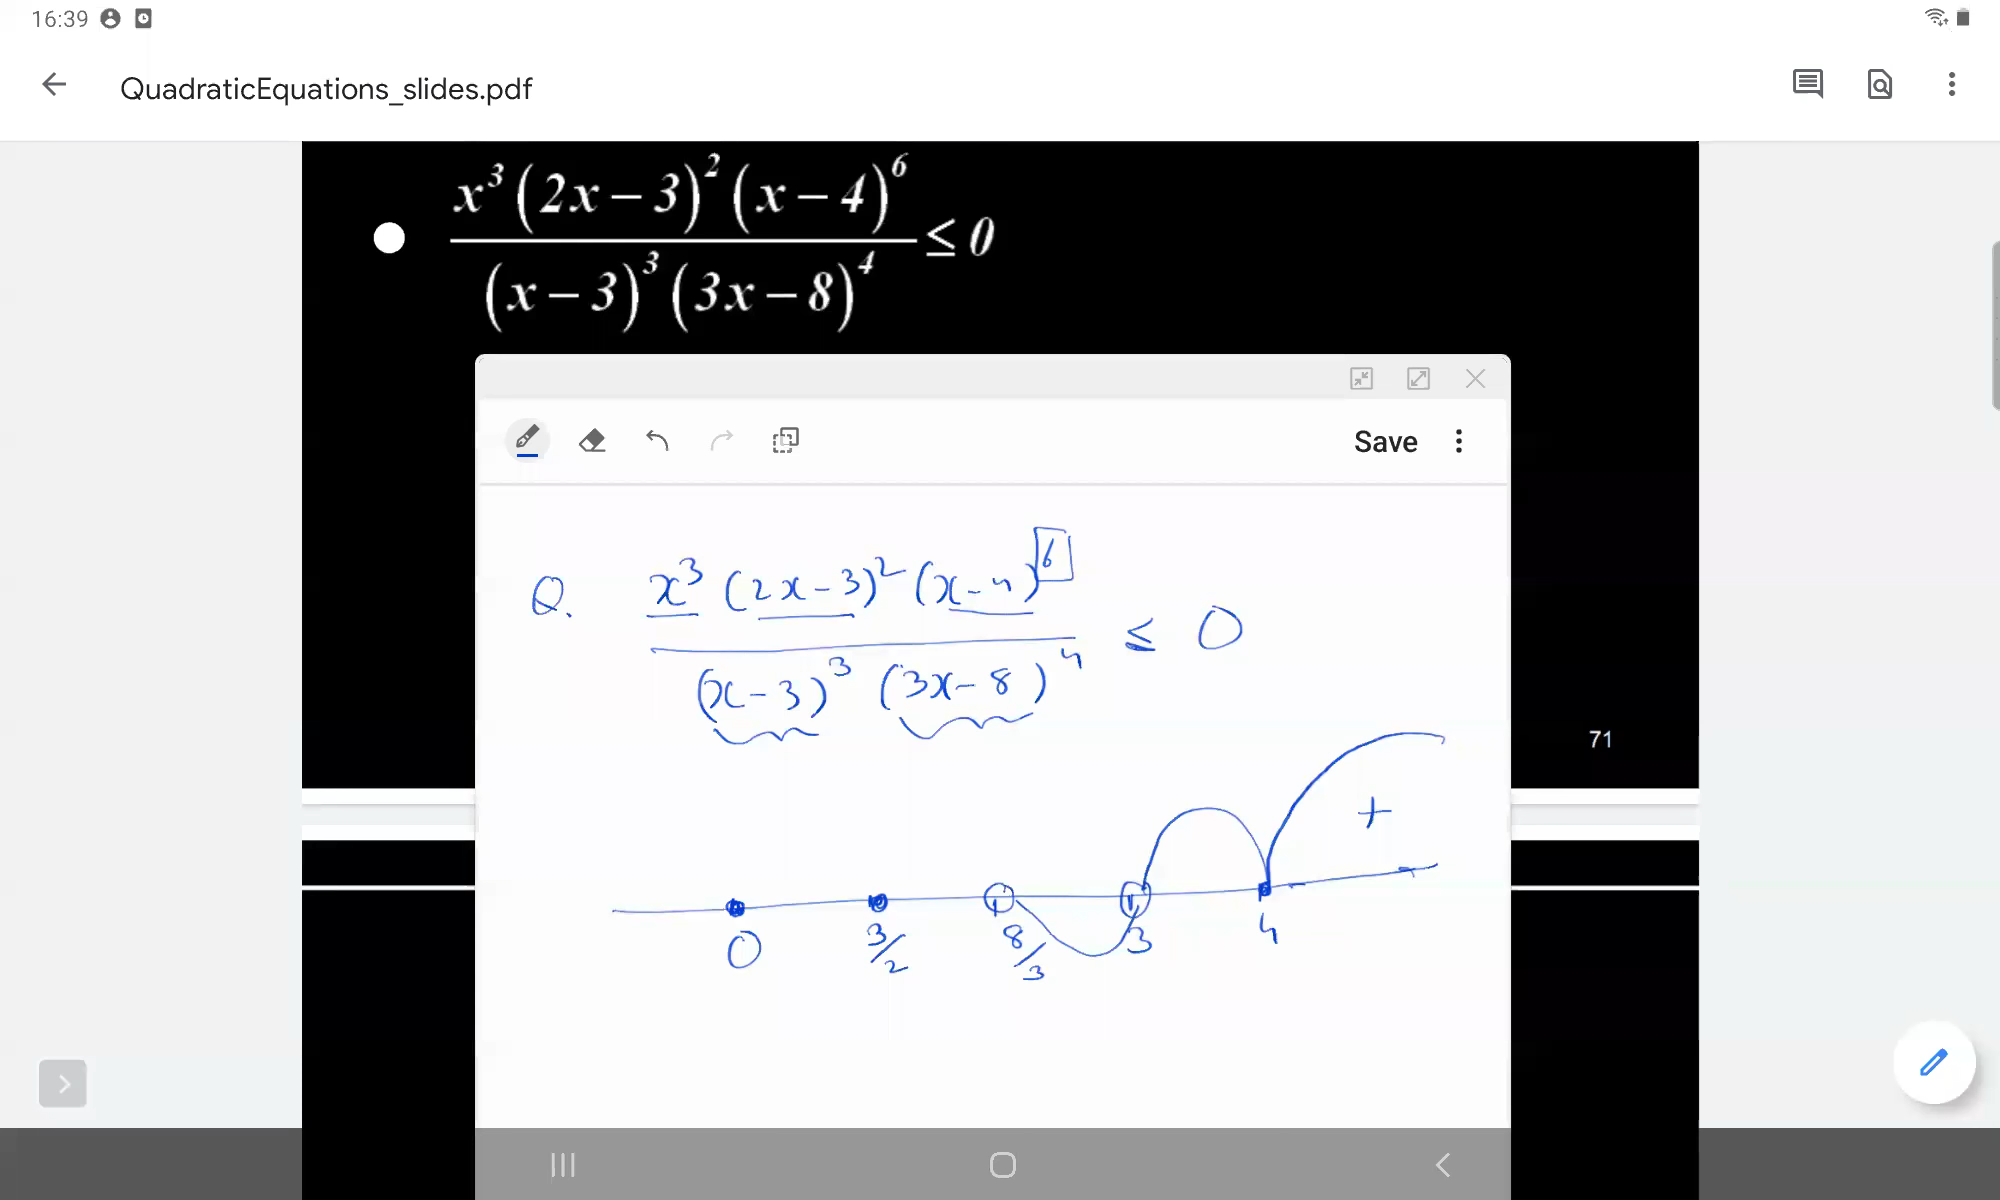 16:39
QuadraticEquations_slides.pdf
x³(2x-3)²(x-4)⁶
≤0
(x-3)³(3x-8)⁴
Save
Q. x³ (2x-3)² (x-4)⁶
≤ 0
(x-3)³ (3x-8)⁴
71
+
0 3/2 8/3 3 4